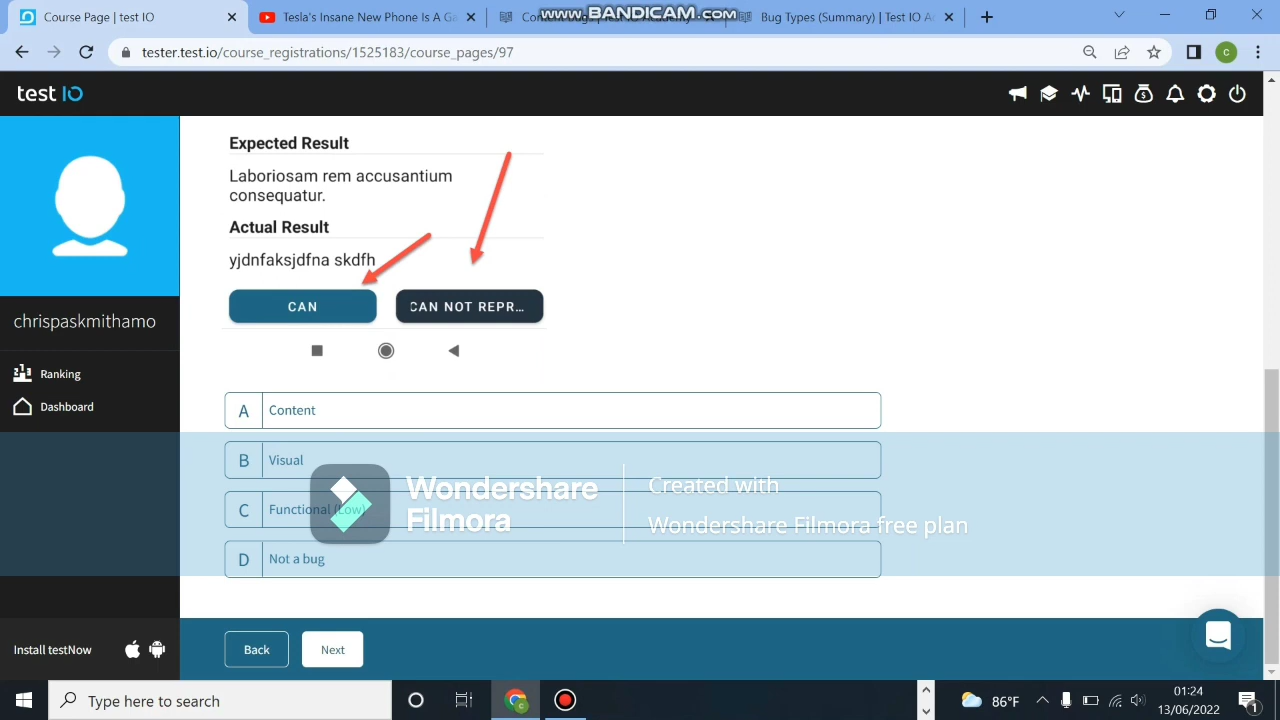 Course Page | test IO
Tesla's Insane New Phone Is A Ga
www.BANDICAM.com
Bug Types (Summary) | Test IO A
tester.test.io/course_registrations/1525183/course_pages/97
c
test IO
Expected Result
Laboriosam rem accusantium
consequatur.
Actual Result
yjdnfaksjdfna skdfh
CAN
CAN NOT REPR...
chrispaskmithamo
Ranking
Dashboard
A Content
B Visual
C Functional (Low)
D Not a bug
Wondershare
Filmora
Created with
Wondershare Filmora free plan
Install testNow
Back
Next
Type here to search
86°F
01:24
13/06/2022
1